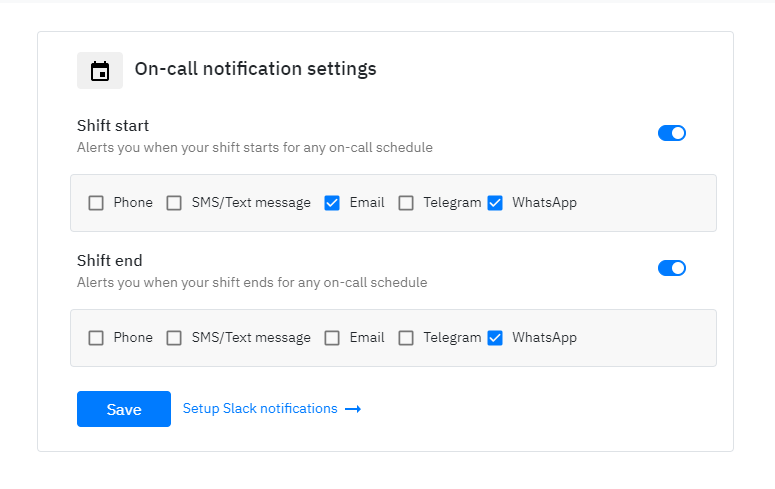 On-call notification settings
Shift start
Alerts you when your shift starts for any on-call schedule
Phone SMS/Text message Email Telegram WhatsApp
Shift end
Alerts you when your shift ends for any on-call schedule
Phone SMS/Text message Email Telegram WhatsApp
Save Setup Slack notifications →